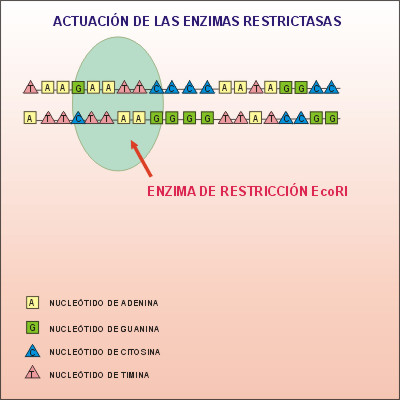 ACTUACIÓN DE LAS ENZIMAS RESTRICTASAS
T A A G A A T T C C C C A A T A G G C C
A T T C T T A A G G G G T T A T C C G G
ENZIMA DE RESTRICCIÓN EcoRI
A NUCLEÓTIDO DE ADENINA
G NUCLEÓTIDO DE GUANINA
C NUCLEÓTIDO DE CITOSINA
T NUCLEÓTIDO DE TIMINA